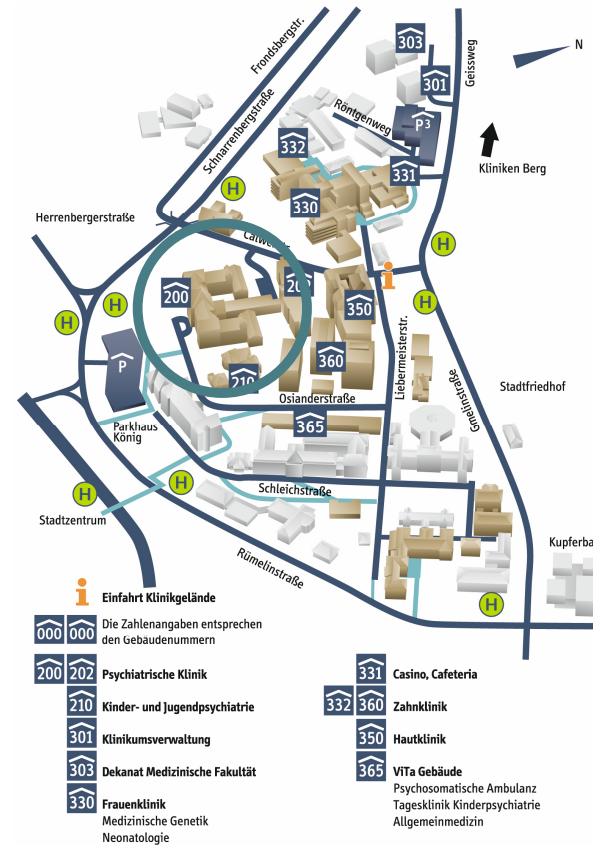 Frondsbergstr.
303
Geissweg
N
301
Schnarrenbergstraße
Röntgenweg
P3
332
Kliniken Berg
331
H
330
Herrenbergerstraße
H
200
H
350
H
H
360
Liebermeisterstr.
P
210
Gmelinstraße
Stadtfriedhof
Osianderstraße
365
Parkhaus
König
H
Schleichstraße
H
Stadtzentrum
Rümelinstraße
H
i
i Einfahrt Klinikgelände
000 000 Die Zahlenangaben entsprechen
den Gebäudenummern
200 202 Psychiatrische Klinik
210 Kinder- und Jugendpsychiatrie
301 Klinikumsverwaltung
303 Dekanat Medizinische Fakultät
330 Frauenklinik
Medizinische Genetik
Neonatologie
331 Casino, Cafeteria
332 360 Zahnklinik
350 Hautklinik
365 ViTa Gebäude
Psychosomatische Ambulanz
Tagesklinik Kinderpsychiatrie
Allgemeinmedizin